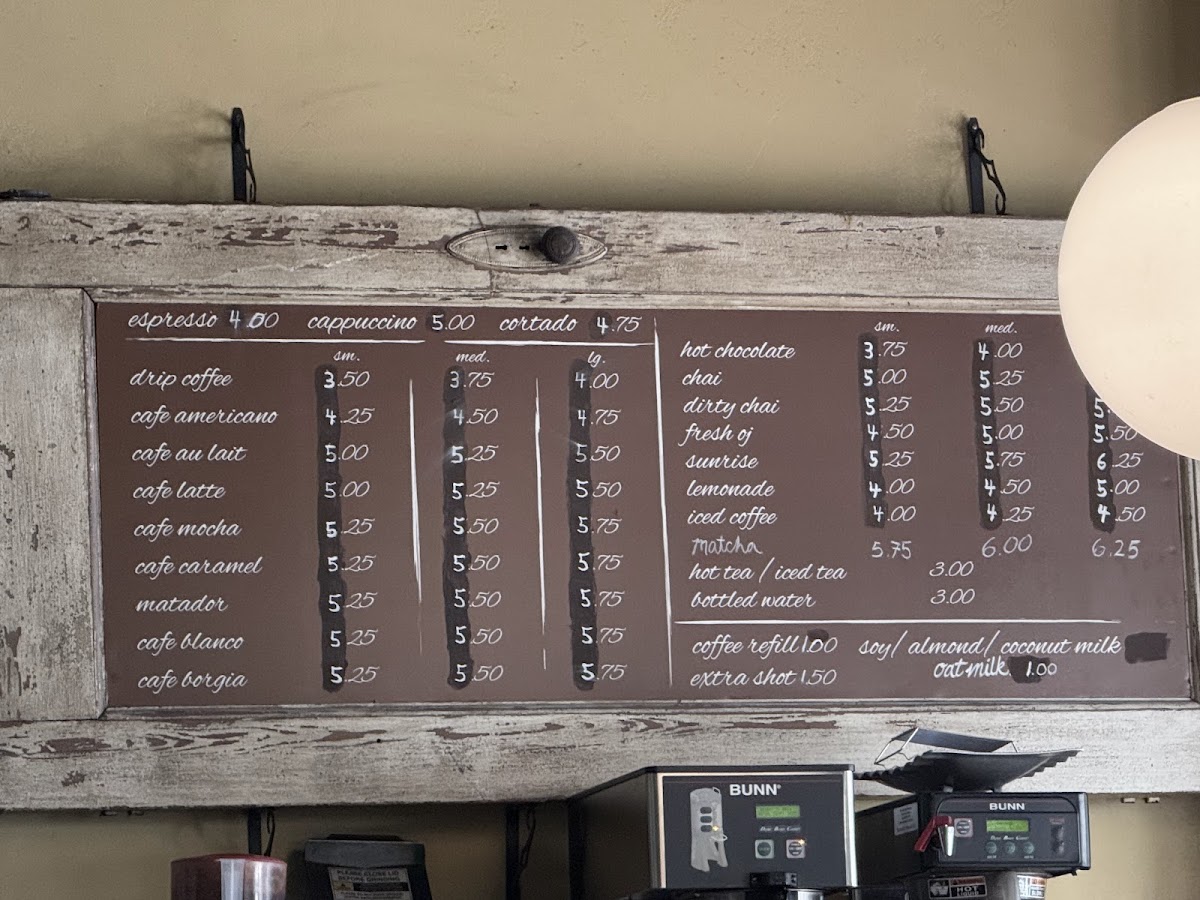 espresso 4.00 cappuccino 5.00 cortado 4.75
sm. med. lg.
drip coffee 3.50 3.75 4.00
cafe americano 4.25 4.50 4.75
cafe au lait 5.00 5.25 5.50
cafe latte 5.00 5.25 5.50
cafe mocha 5.25 5.50 5.75
cafe caramel 5.25 5.50 5.75
matador 5.25 5.50 5.75
cafe blanco 5.25 5.50 5.75
cafe borgia 5.25 5.50 5.75
sm. med.
hot chocolate 3.75 4.00
chai 5.00 5.25
dirty chai 5.25 5.50 5.
fresh oj 4.50 5.00 5.50
sunrise 5.25 5.75 6.25
lemonade 4.00 4.50 5.00
iced coffee 4.00 4.25 4.50
Matcha 5.75 6.00 6.25
hot tea / iced tea 3.00
bottled water 3.00
coffee refill 1.00 soy/ almond/ coconut milk
oat milk 1.00
extra shot 1.50
BUNN
BUNN
PLEASE CLOSE LID
BEFORE GRINDING
HOT
LIQUID